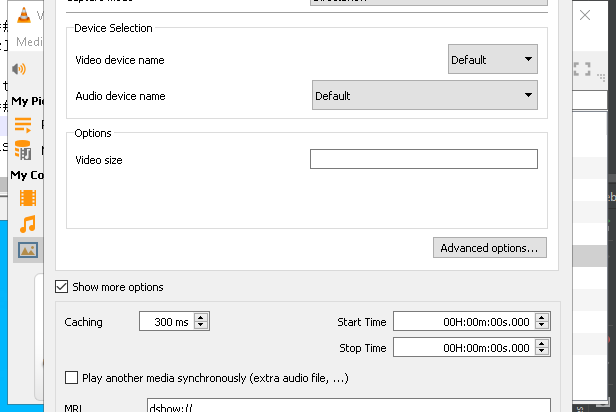 Device Selection
Video device name
Default
Audio device name
Default
Options
Video size
Advanced options...
Show more options
Caching
300 ms
Start Time
00H:00m:00s.000
Stop Time
00H:00m:00s.000
Play another media synchronously (extra audio file, ...)
MRL
dshow://
Medi
My Pi
My Co